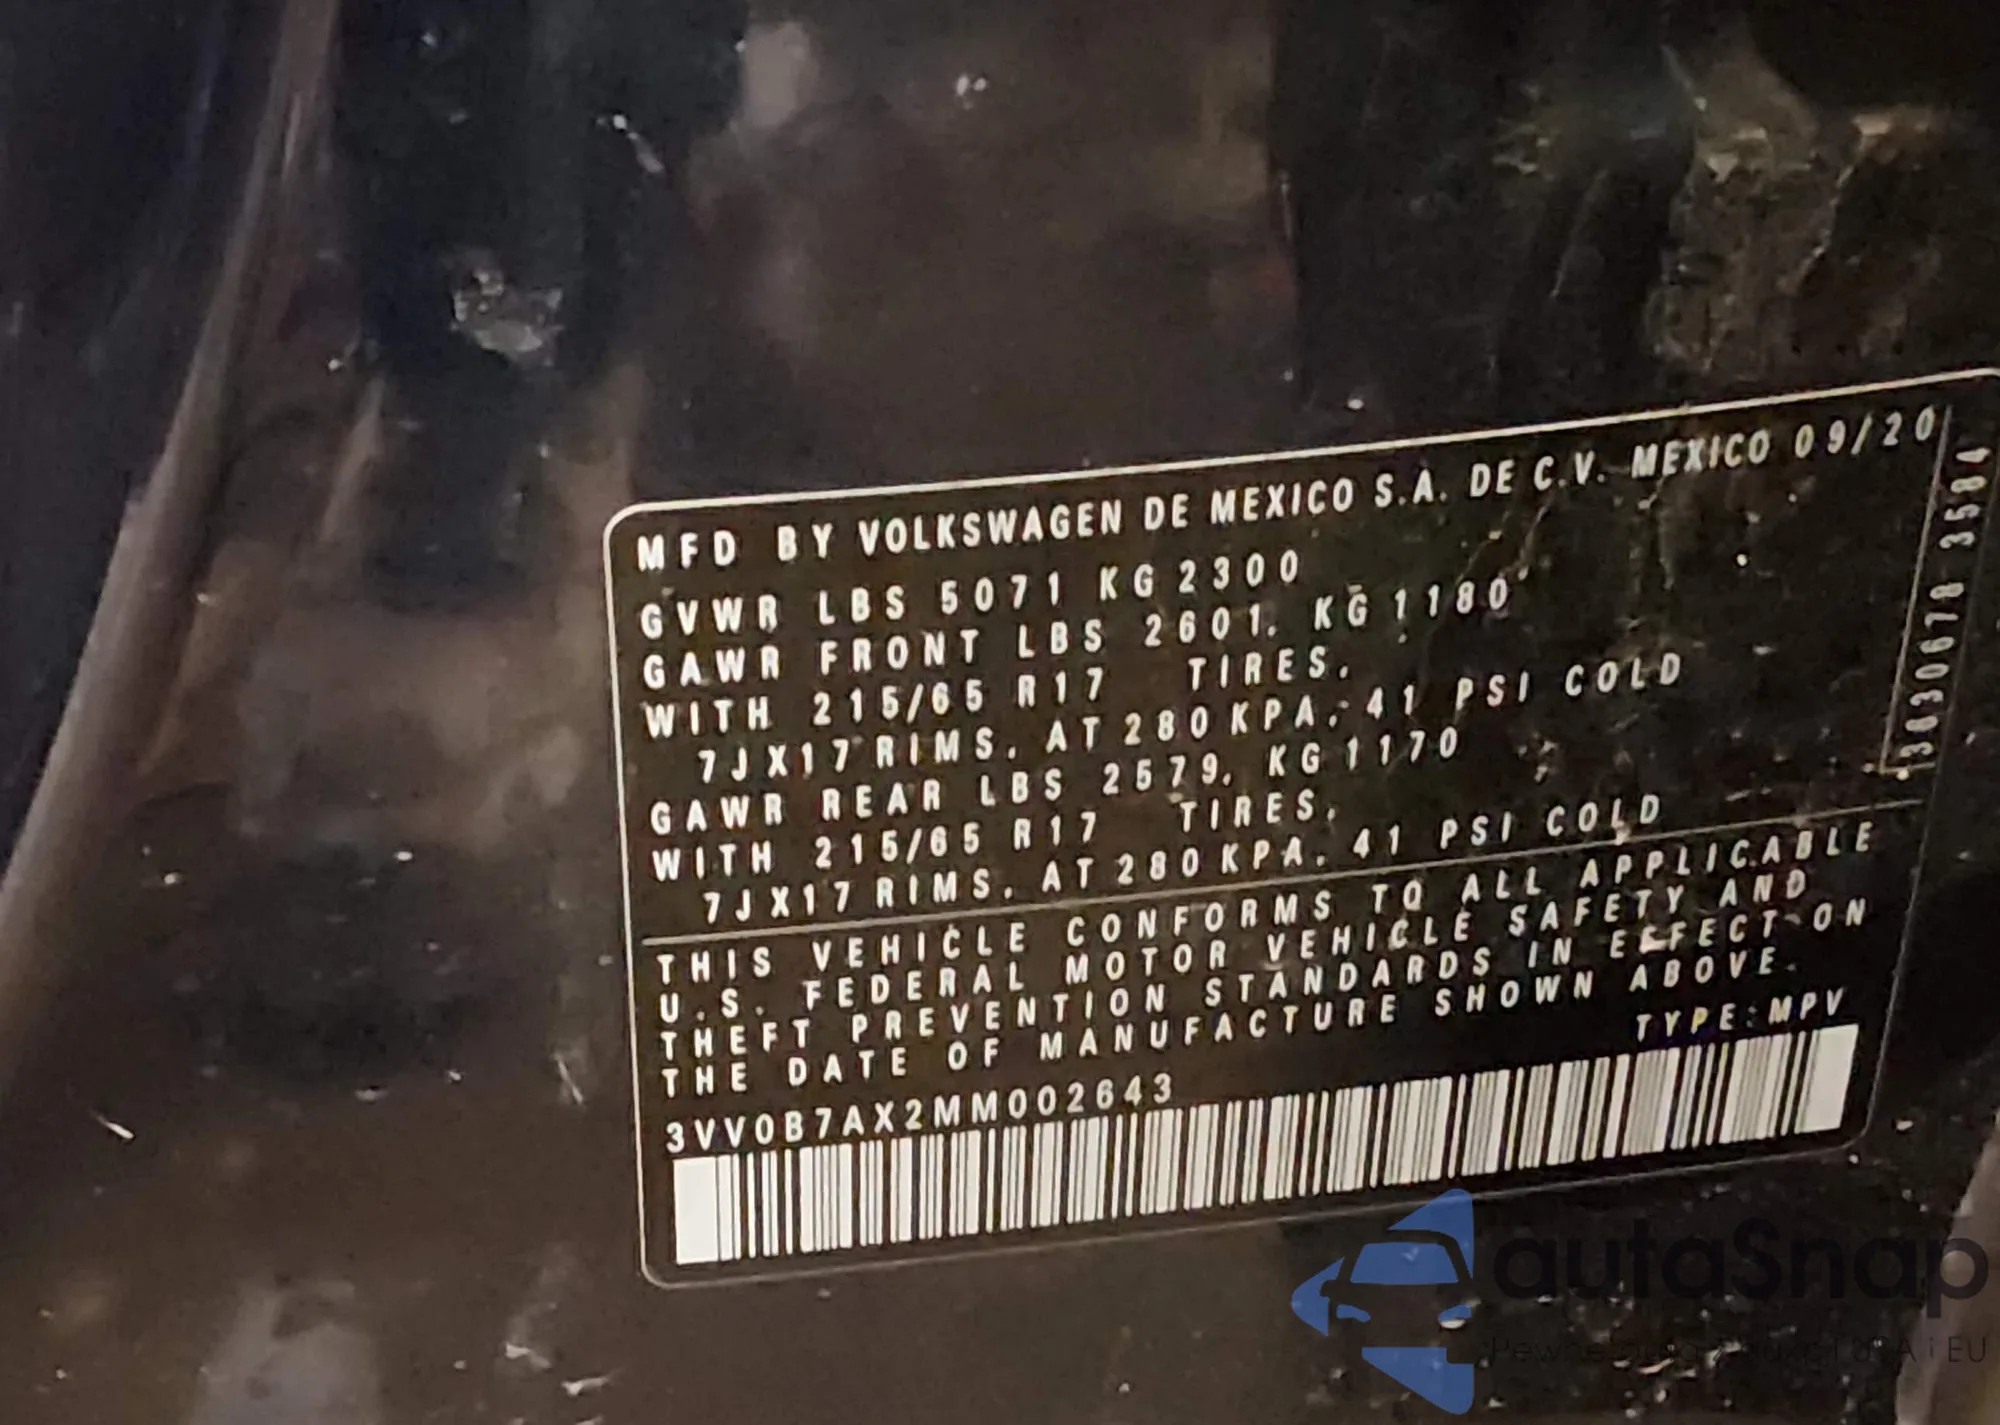 MFD BY VOLKSWAGEN DE MEXICO S.A. DE C.V. MEXICO 09/20
GVWR LBS 5071 KG 2300
GAWR FRONT LBS 2601. KG 1180
WITH 215/65 R17 TIRES.
7JX17 RIMS. AT 280 KPA. 41 PSI COLD
GAWR REAR LBS 2579. KG 1170
WITH 215/65 R17 TIRES.
7JX17 RIMS. AT 280 KPA. 41 PSI COLD
THIS VEHICLE CONFORMS TO ALL APPLICABLE
U.S. FEDERAL MOTOR VEHICLE SAFETY AND
THEFT PREVENTION STANDARDS IN EFFECT ON
THE DATE OF MANUFACTURE SHOWN ABOVE.
TYPE:MPV
3VV0B7AX2MM002643
3584
autaSnap
i EU